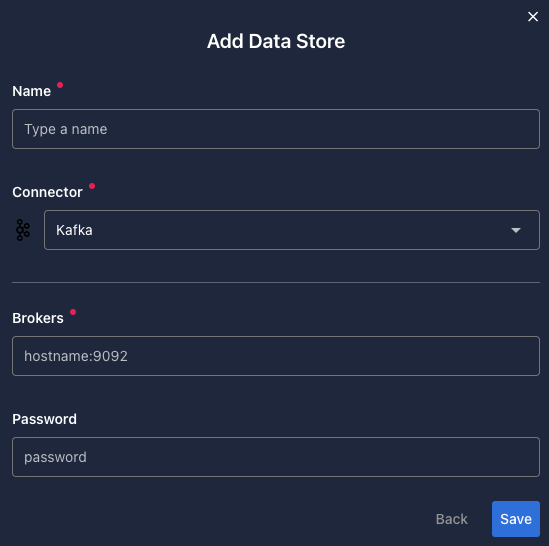 Add Data Store
Name
Type a name
Connector
Kafka
Brokers
hostname:9092
Password
password
Back
Save